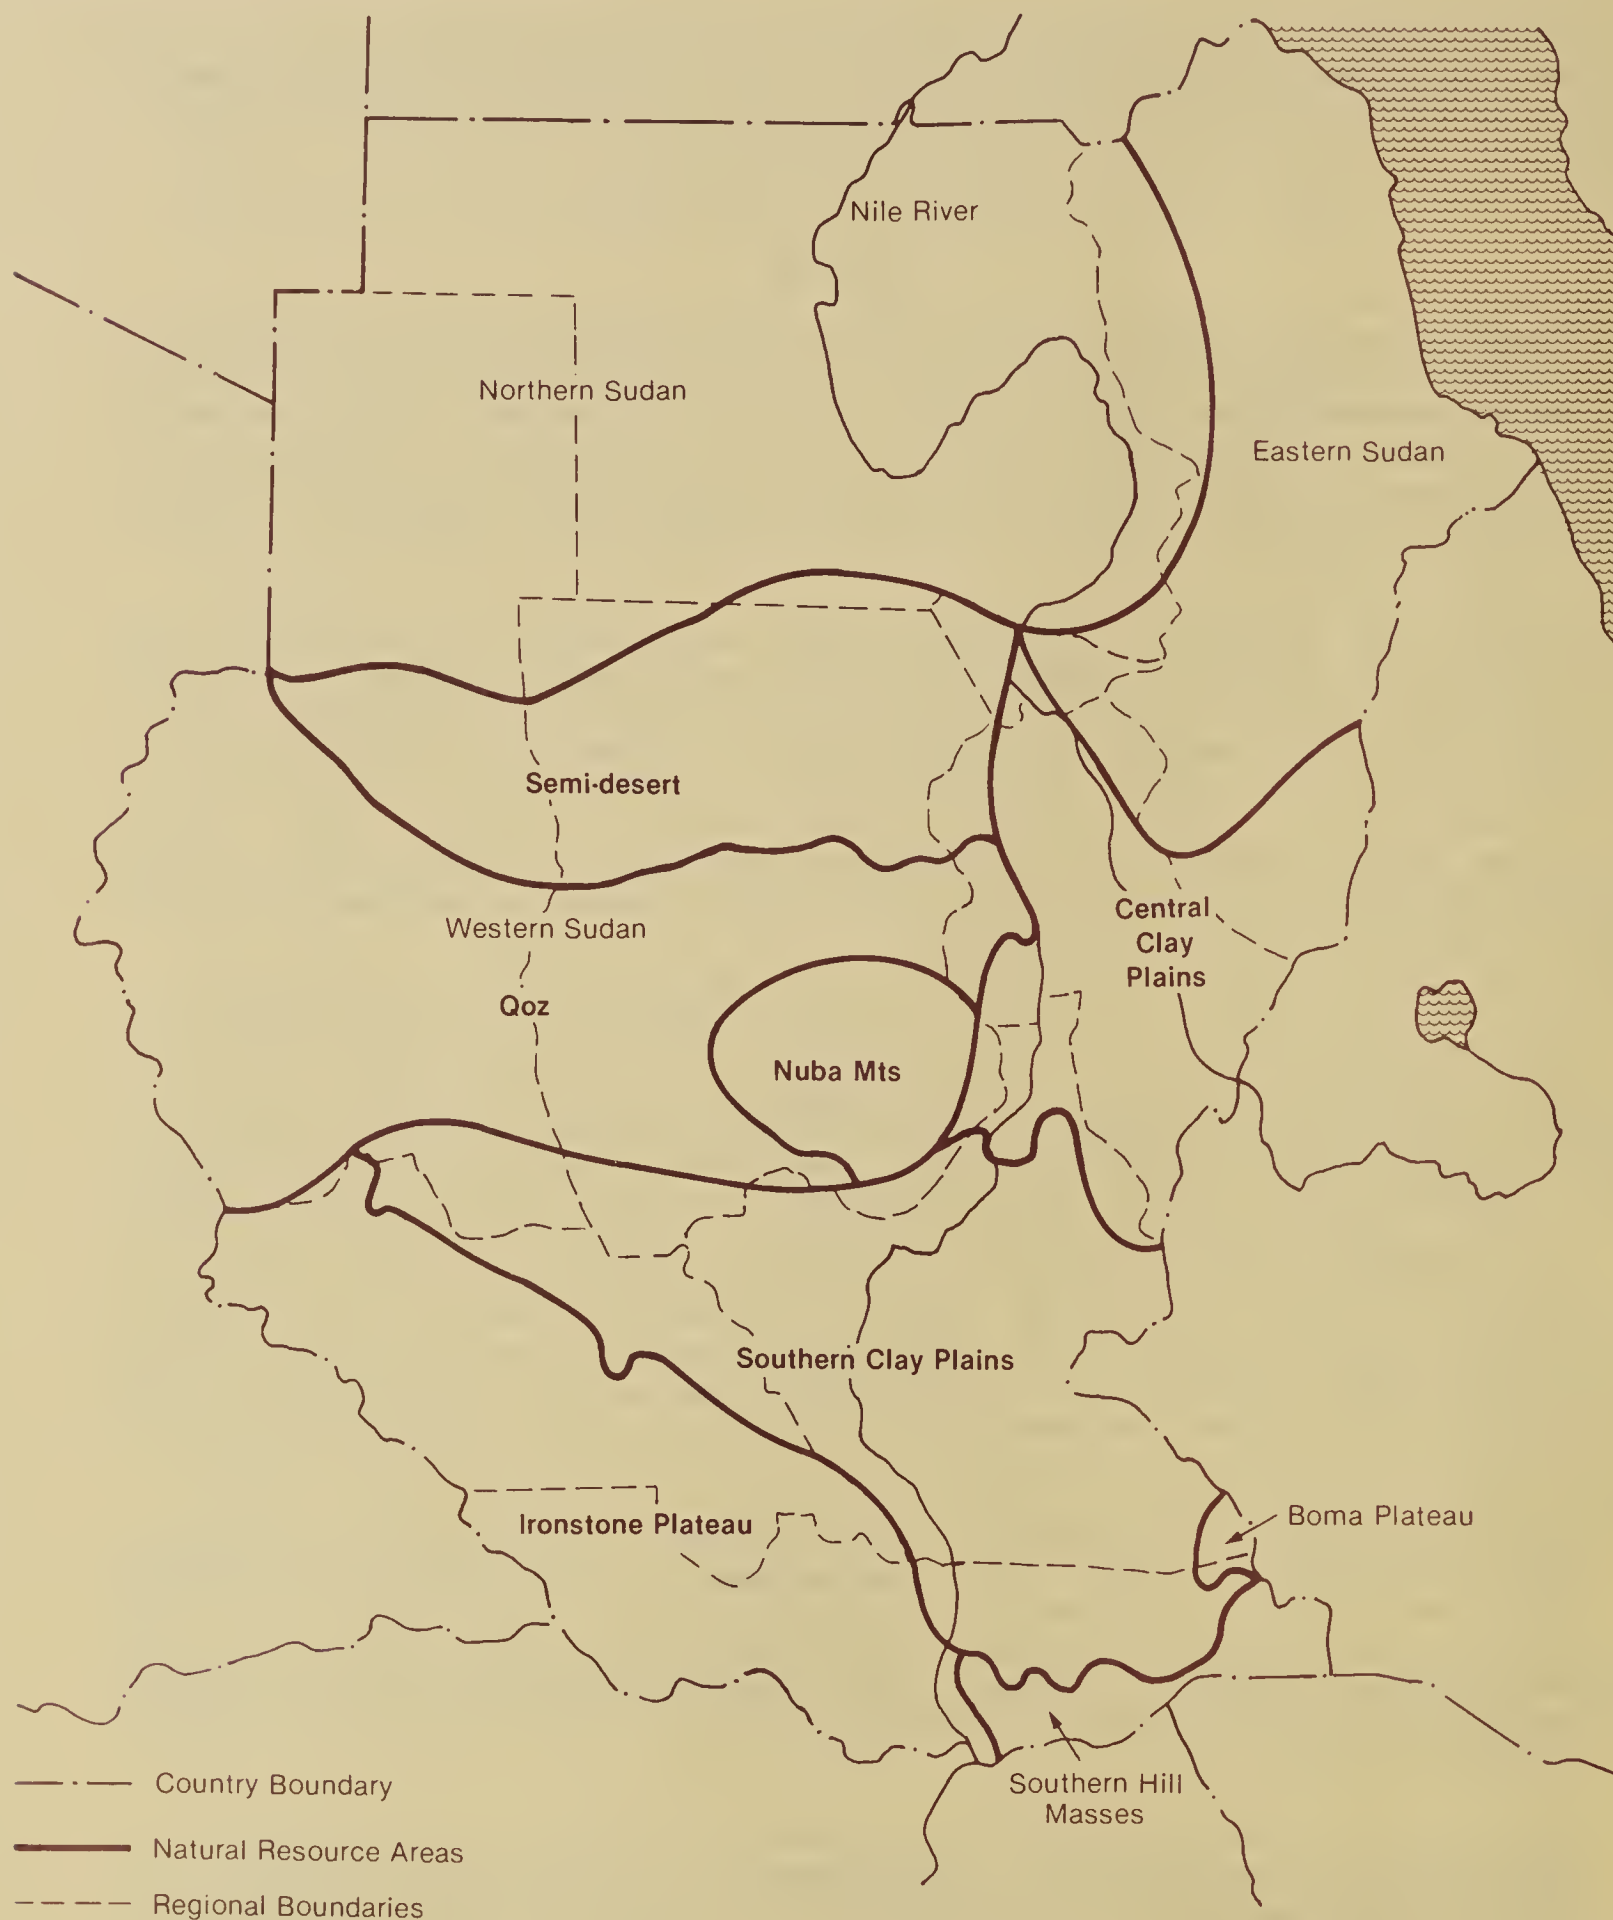 Nile River
Northern Sudan
Eastern Sudan
Semi-desert
Western Sudan
Central
Clay
Plains
Qoz
Nuba Mts
Southern Clay Plains
Ironstone Plateau
Boma Plateau
Southern Hill
Masses
Country Boundary
Natural Resource Areas
Regional Boundaries